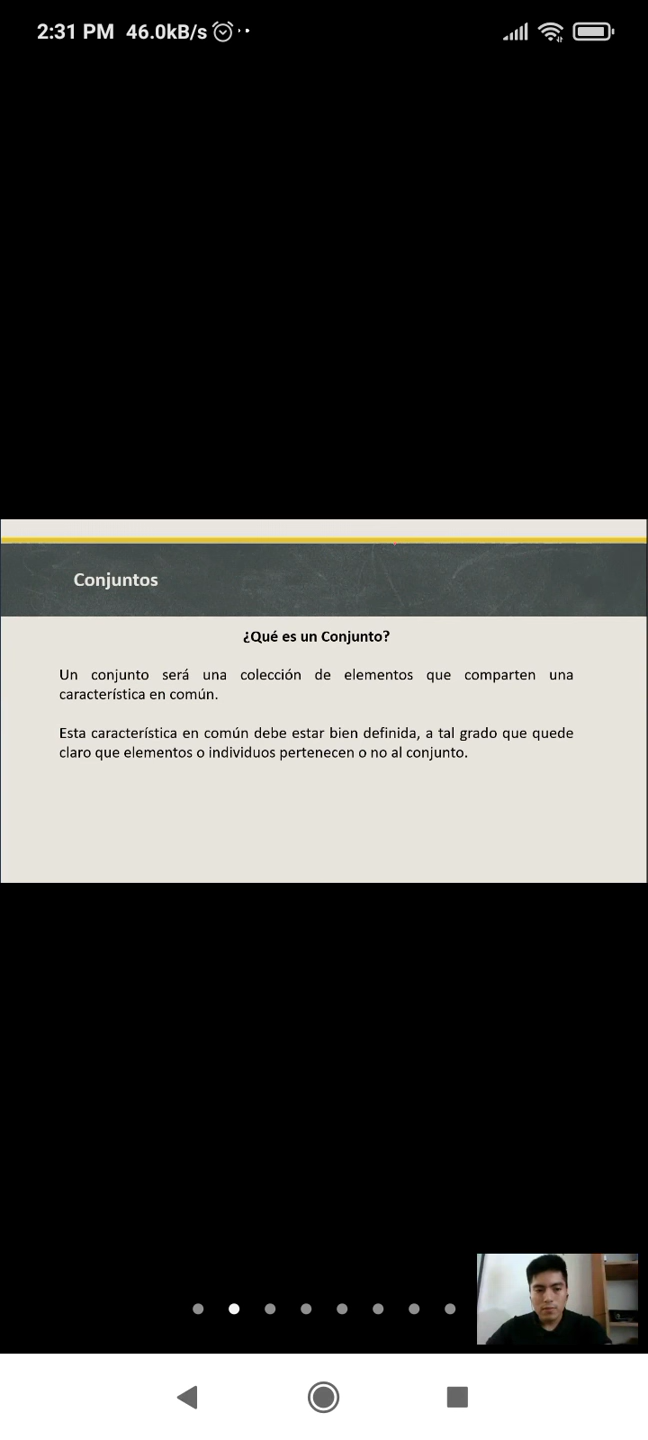 2:31 PM 46.0kB/s
Conjuntos
¿Qué es un Conjunto?
Un conjunto será una colección de elementos que comparten una
característica en común.
Esta característica en común debe estar bien definida, a tal grado que quede
claro que elementos o individuos pertenecen o no al conjunto.